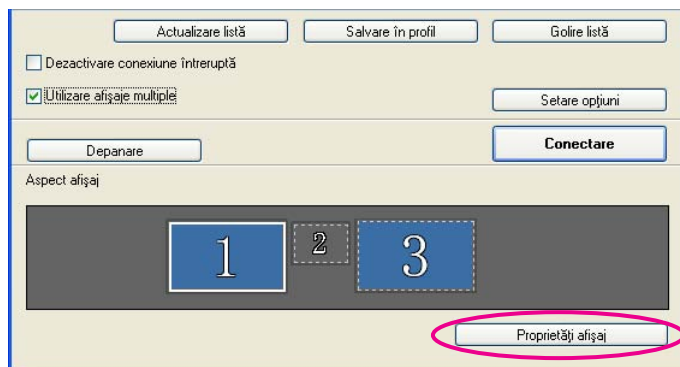 Actualizare listă Salvare în profil Golire listă
Dezactivare conexiune întreruptă
Utilizare afişaje multiple
Setare opţiuni
Depanare Conectare
Aspect afişaj
1 2 3
Proprietăţi afişaj